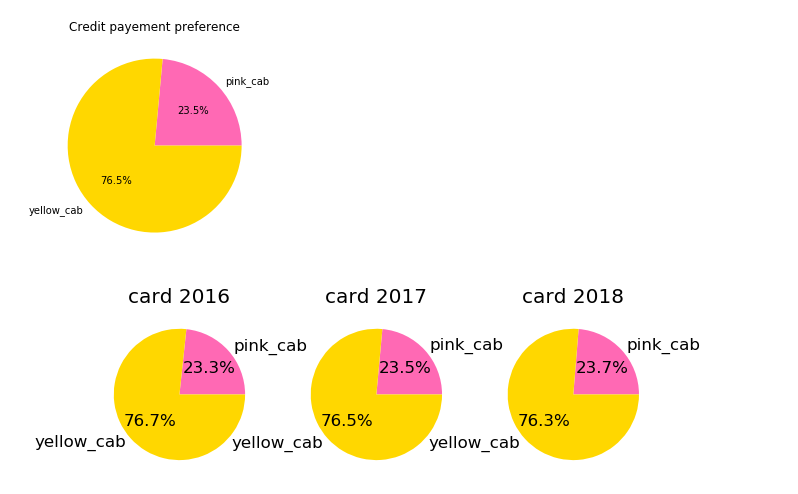 Credit payement preference
pink_cab
23.5%
76.5%
yellow_cab
card 2016
pink_cab
23.3%
76.7%
yellow_cab
card 2017
pink_cab
23.5%
76.5%
yellow_cab
card 2018
pink_cab
23.7%
76.3%
yellow_cab